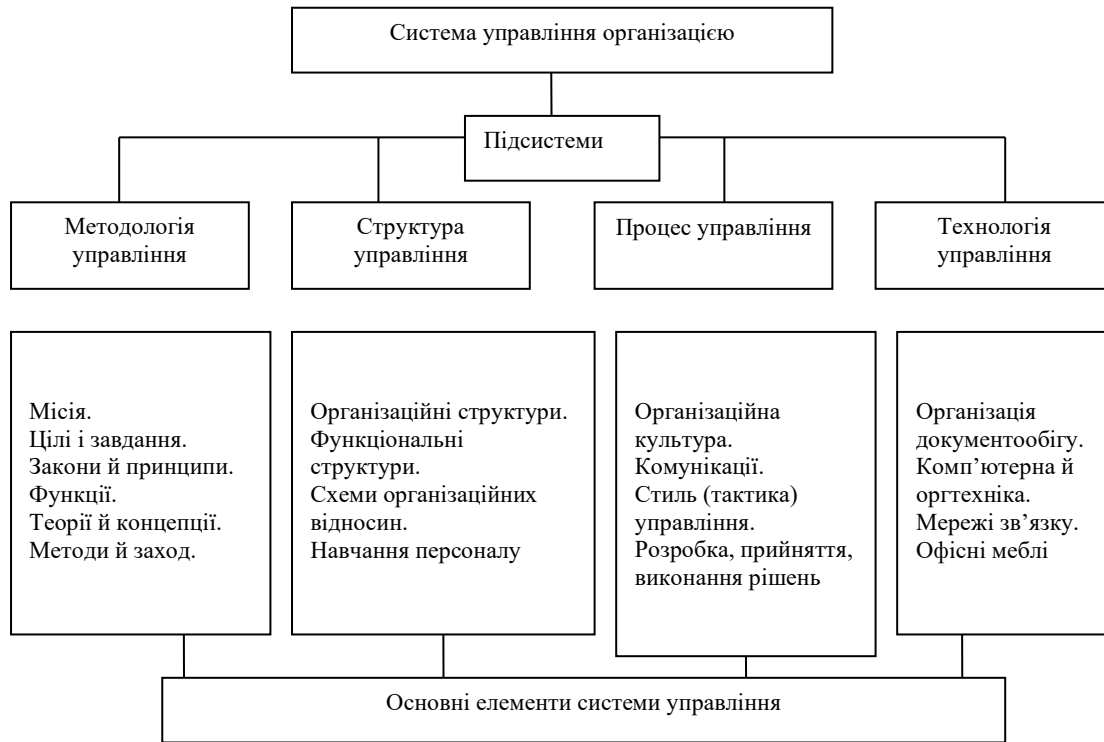 Система управління організацією
Підсистеми
Методологія
управління
Структура
управління
Процес управління
Технологія
управління
Місія.
Цілі і завдання.
Закони й принципи.
Функції.
Теорії й концепції.
Методи й заход.
Організаційні структури.
Функціональні
структури.
Схеми організаційних
відносин.
Навчання персоналу
Організаційна
культура.
Комунікації.
Стиль (тактика)
управління.
Розробка, прийняття,
виконання рішень
Організація
документообігу.
Комп’ютерна й
оргтехніка.
Мережі зв’язку.
Офісні меблі
Основні елементи системи управління